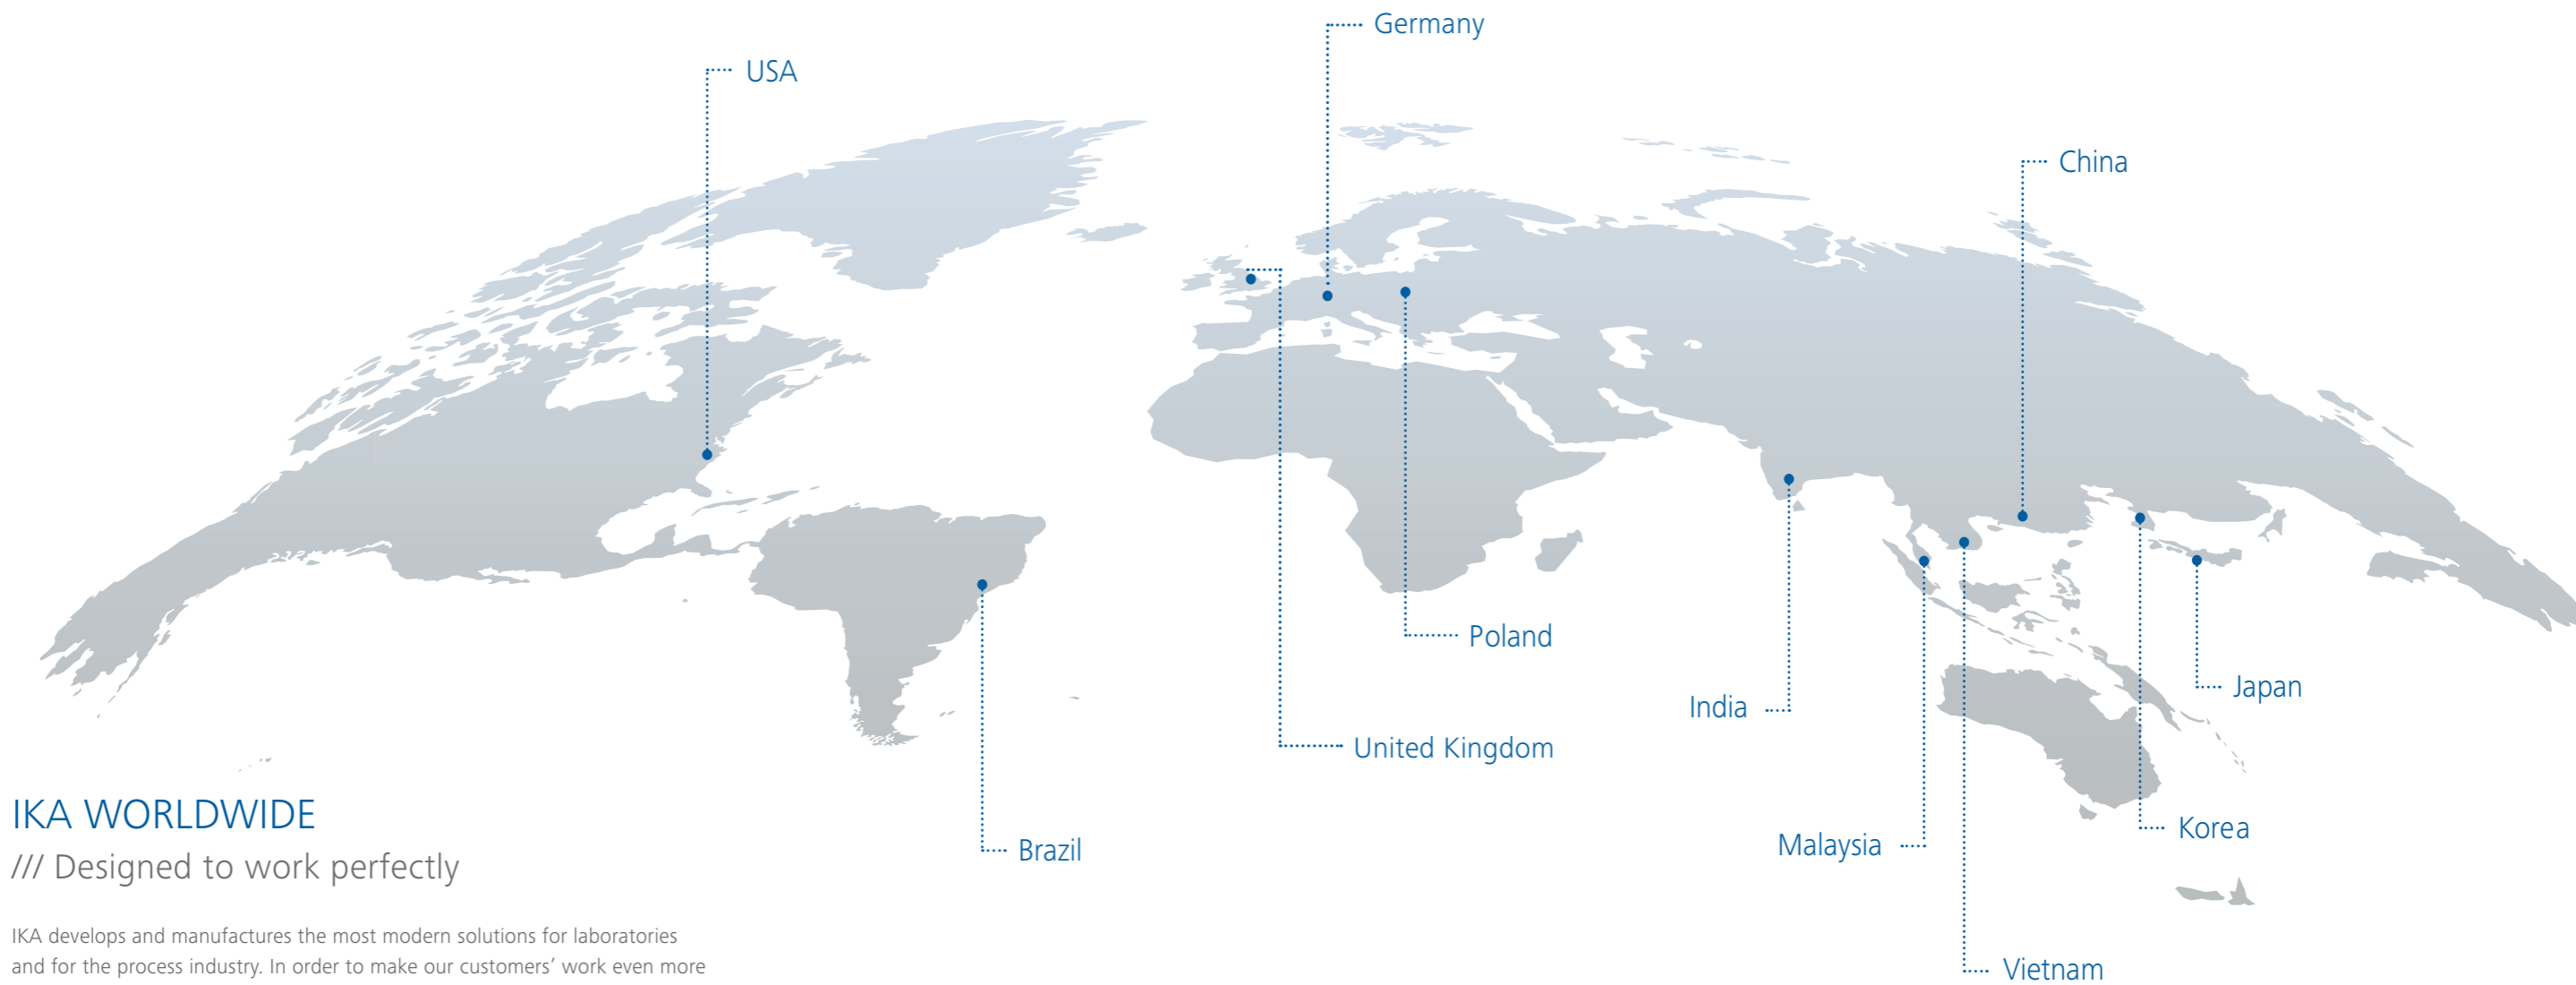 Germany
USA
China
Poland
Japan
India
United Kingdom
IKA WORLDWIDE
Korea
Malaysia
Brazil
/// Designed to work perfectly
IKA develops and manufactures the most modern solutions for laboratories
and for the process industry. In order to make our customers’ work even more
Vietnam